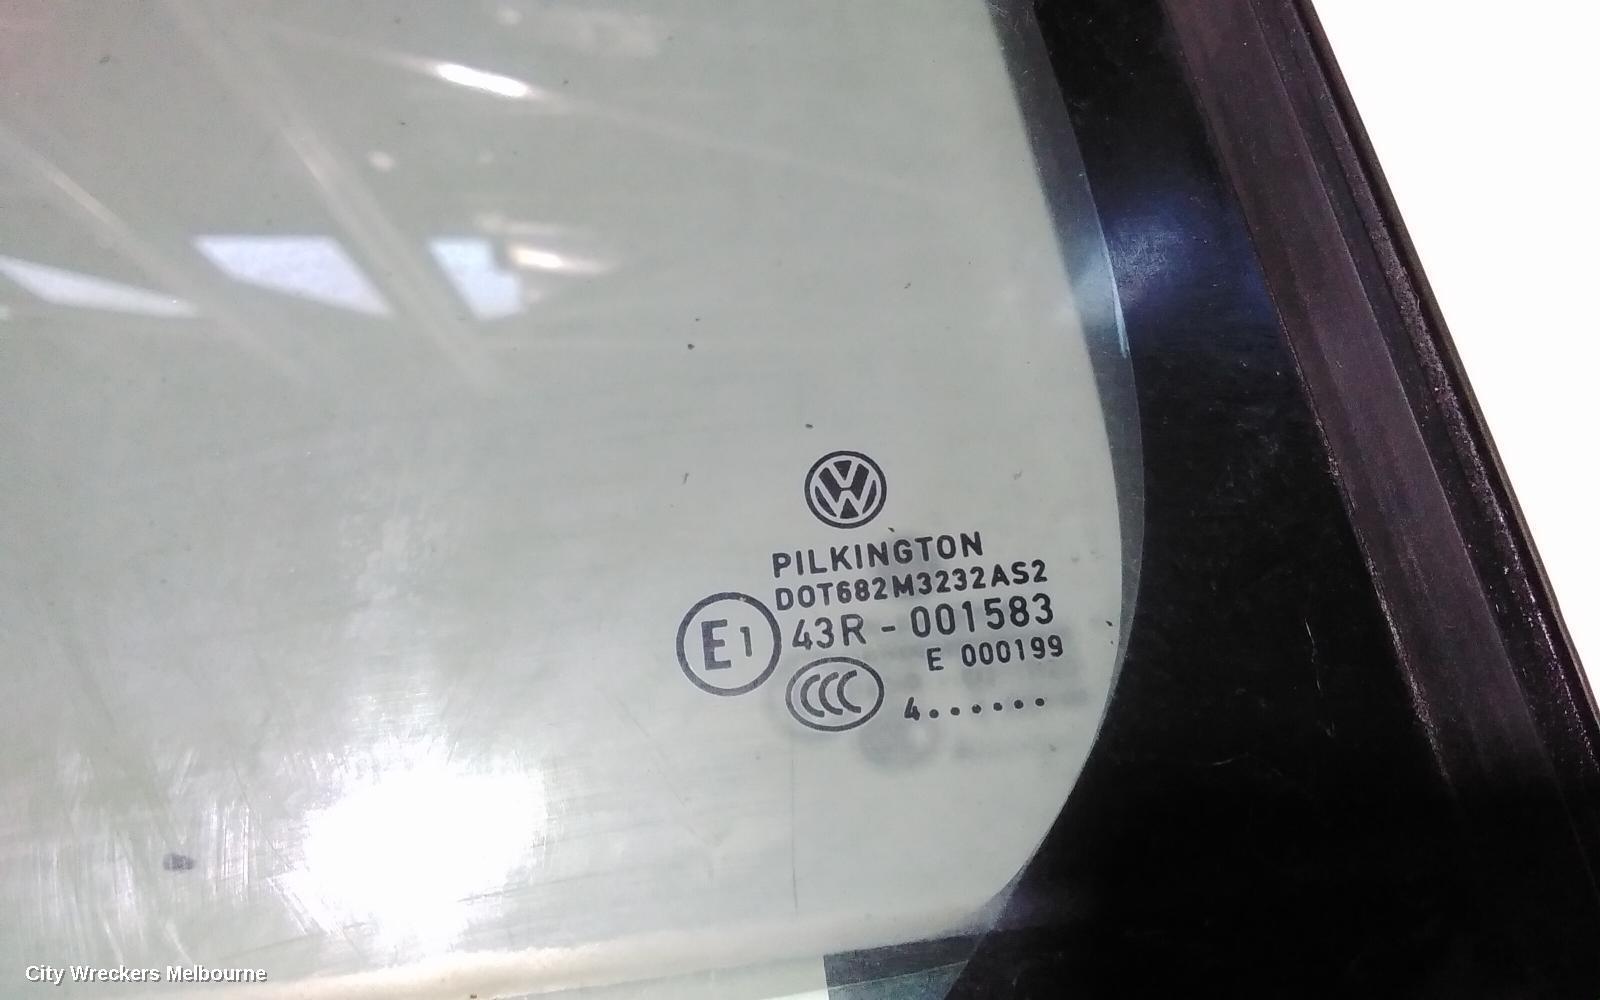 PILKINGTON
DOT682M3232AS2
E1 43R - 001583
E 000199
CCC 4......
City Wreckers Melbourne